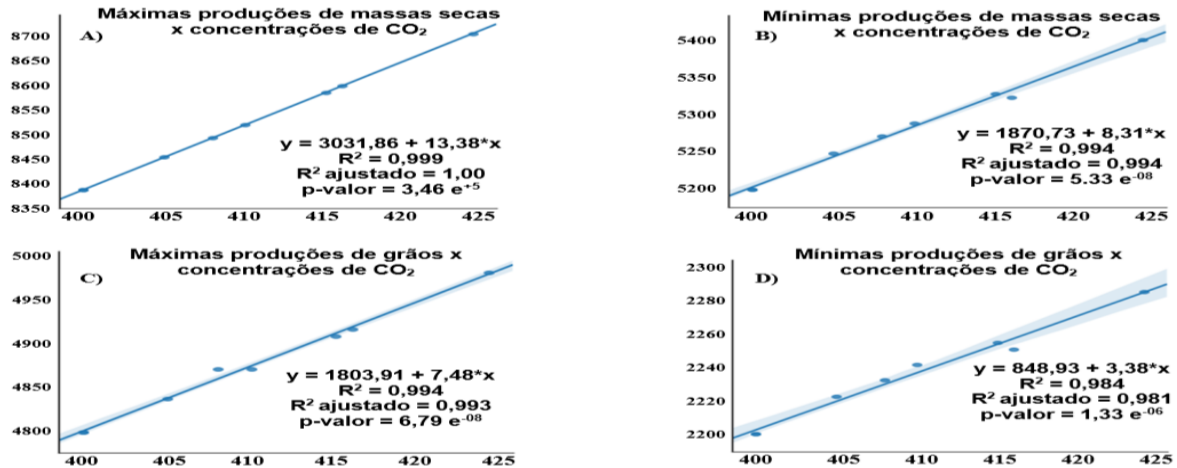 Máximas produções de massas secas
x concentrações de CO₂
A)
8700
8650
8600
8550
8500
8450
8400
8350
y = 3031,86 + 13,38*x
R² = 0,999
R² ajustado = 1,00
p-valor = 3,46 e⁺⁵
400 405 410 415 420 425
Mínimas produções de massas secas
x concentrações de CO₂
B)
5400
5350
5300
5250
5200
y = 1870,73 + 8,31*x
R² = 0,994
R² ajustado = 0,994
p-valor = 5.33 e⁻⁰⁸
400 405 410 415 420 425
Máximas produções de grãos x
concentrações de CO₂
C)
5000
4950
4900
4850
4800
y = 1803,91 + 7,48*x
R² = 0,994
R² ajustado = 0,993
p-valor = 6,79 e⁻⁰⁸
400 405 410 415 420 425
Mínimas produções de grãos x
concentrações de CO₂
D)
2300
2280
2260
2240
2220
2200
y = 848,93 + 3,38*x
R² = 0,984
R² ajustado = 0,981
p-valor = 1,33 e⁻⁰⁶
400 405 410 415 420 425